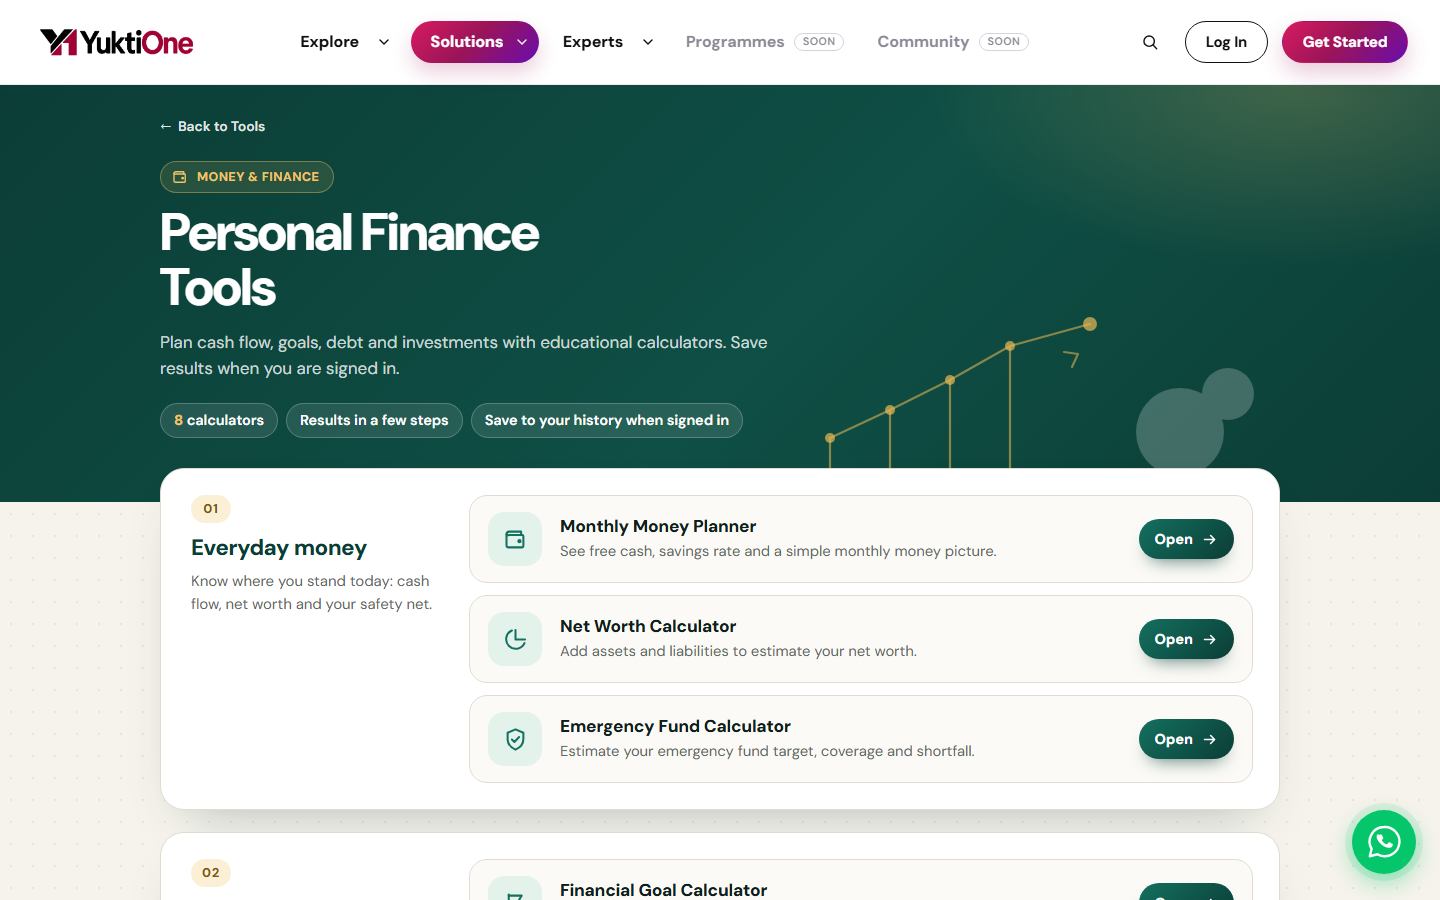 YuktiOne
Explore
Solutions
Experts
Programmes SOON
Community SOON
Log In
Get Started
← Back to Tools
MONEY & FINANCE
Personal Finance
Tools
Plan cash flow, goals, debt and investments with educational calculators. Save
results when you are signed in.
8 calculators
Results in a few steps
Save to your history when signed in
01
Everyday money
Know where you stand today: cash
flow, net worth and your safety net.
Monthly Money Planner
See free cash, savings rate and a simple monthly money picture.
Open →
Net Worth Calculator
Add assets and liabilities to estimate your net worth.
Open →
Emergency Fund Calculator
Estimate your emergency fund target, coverage and shortfall.
Open →
02
Financial Goal Calculator